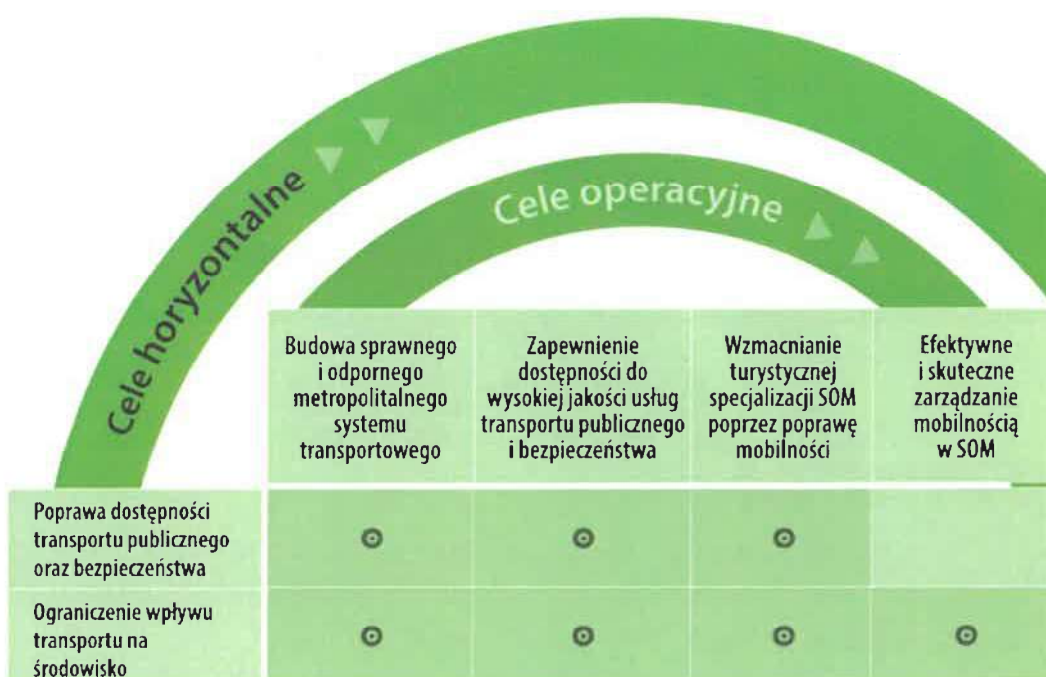 Cele horyzontalne
Cele operacyjne
Budowa sprawnego
i odpornego
metropolitalnego
systemu
transportowego
Zapewnienie
dostępności do
wysokiej jakości usług
transportu publicznego
i bezpieczeństwa
Wzmacnianie
turystycznej
specjalizacji SOM
poprzez poprawę
mobilności
Efektywne
i skuteczne
zarządzanie
mobilnością
w SOM
Poprawa dostępności
transportu publicznego
oraz bezpieczeństwa
Ograniczenie wpływu
transportu na
środowisko